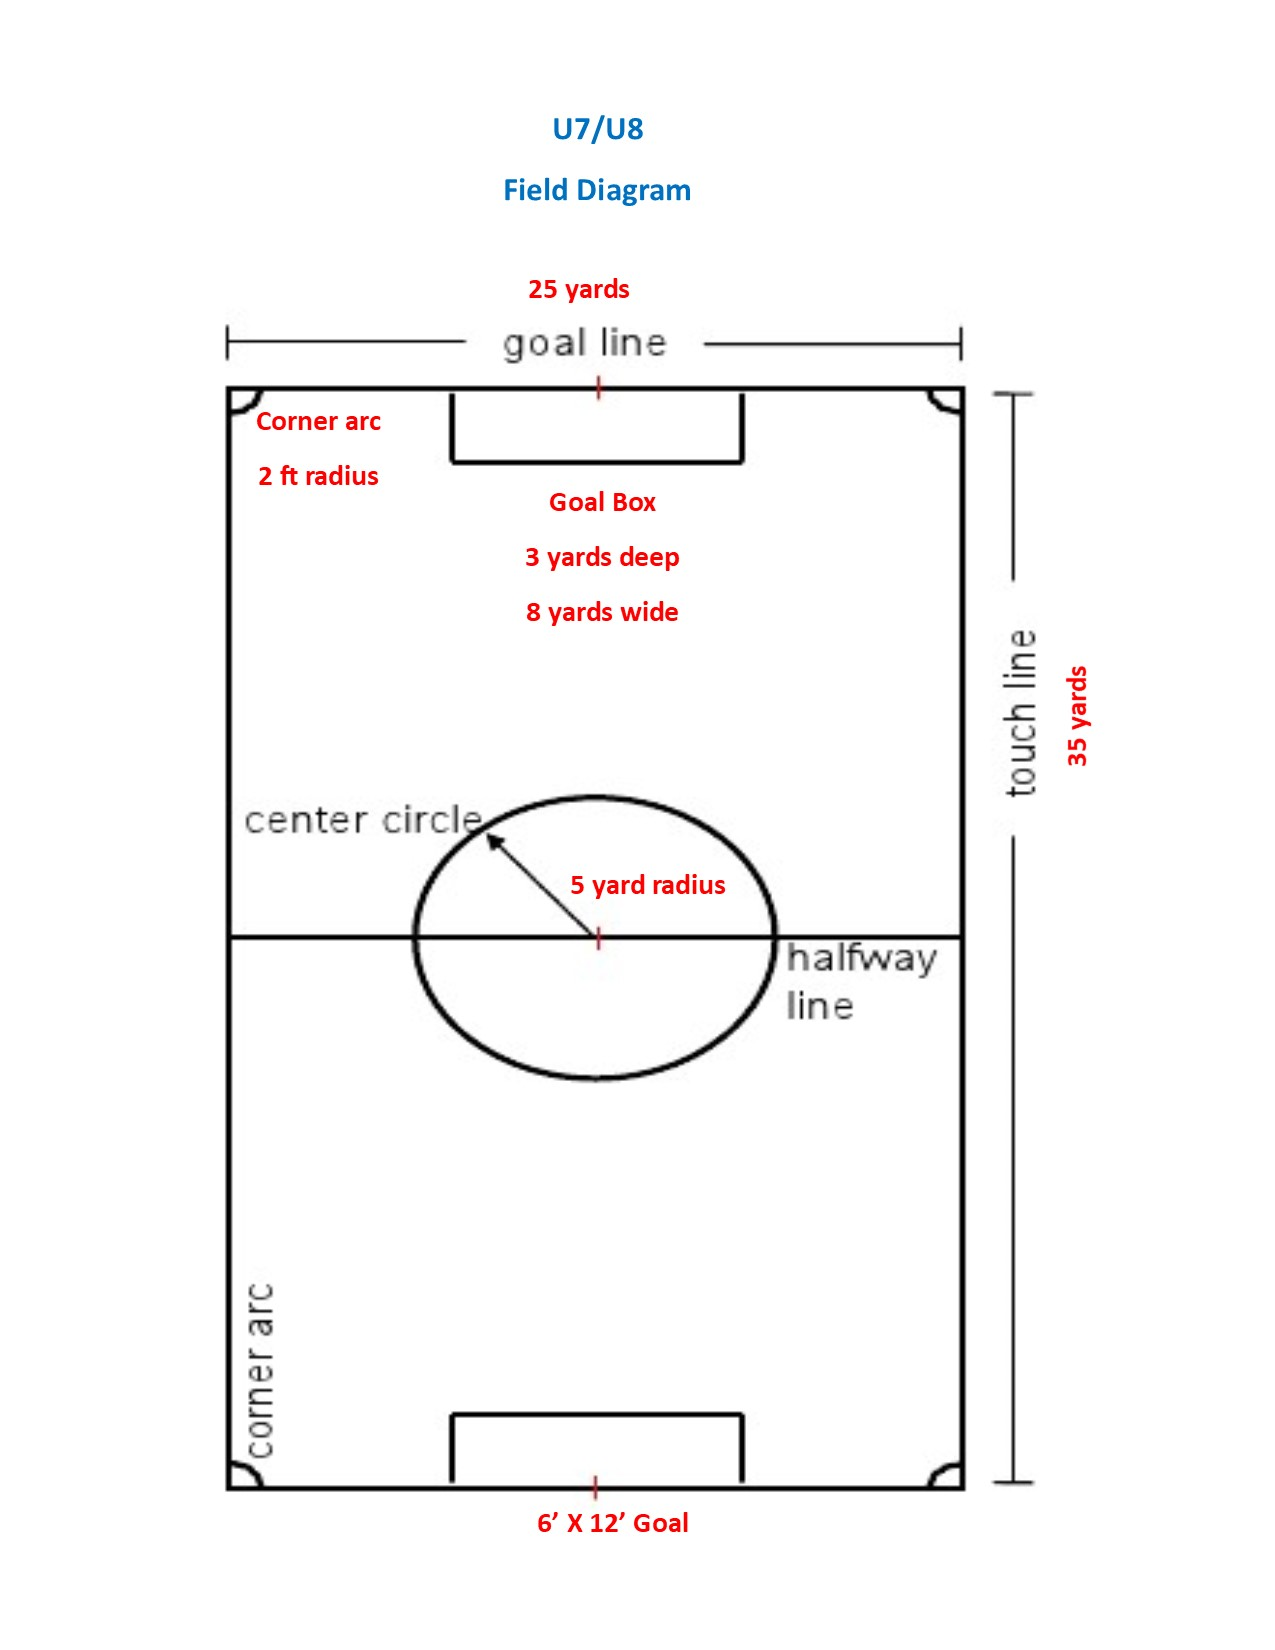 U7/U8
Field Diagram
25 yards
goal line
Corner arc
2 ft radius
Goal Box
3 yards deep
8 yards wide
touch line
35 yards
center circle
5 yard radius
halfway
line
corner arc
6’ X 12’ Goal